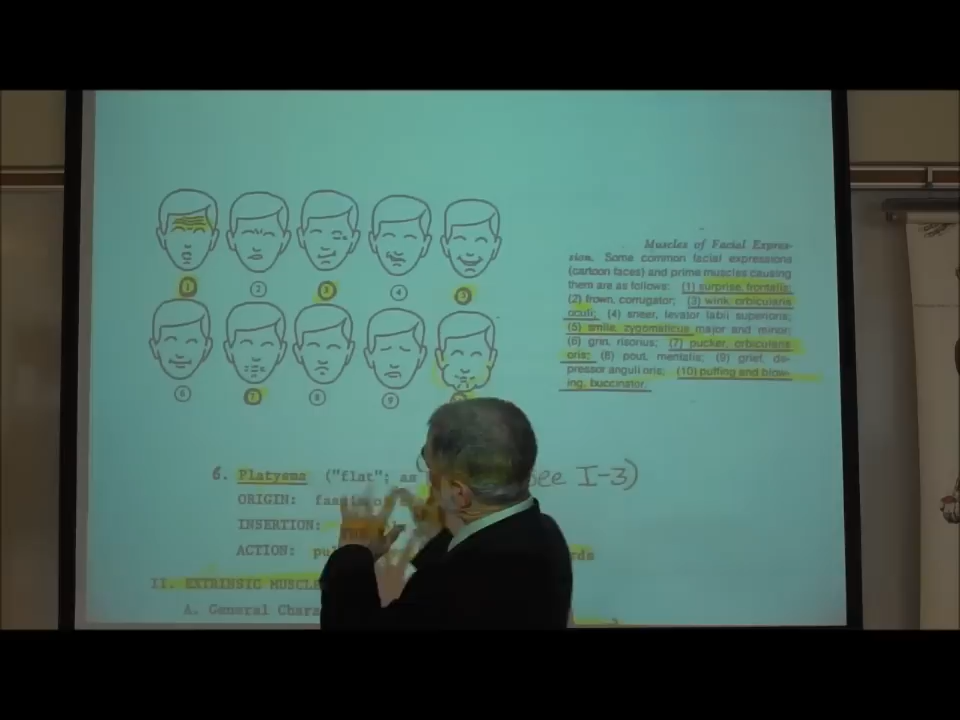 1
2
3
4
5
6
7
8
9
Muscles of Facial Expres-
sion. Some common facial expressions
(cartoon faces) and prime muscles causing
them are as follows: (1) surprise, frontalis;
(2) frown, corrugator; (3) wink, orbicularis
oculi; (4) sneer, levator labii superioris;
(5) smile, zygomaticus major and minor;
(6) grin, risorius; (7) pucker, orbicularis
oris; (8) pout, mentalis; (9) grief, de-
pressor anguli oris; (10) puffing and blow-
ing, buccinator.
6. Platysma ("flat"; as see I-3)
ORIGIN:
INSERTION:
ACTION:
II. EXTRINSIC MUSCLE
A. General Chara